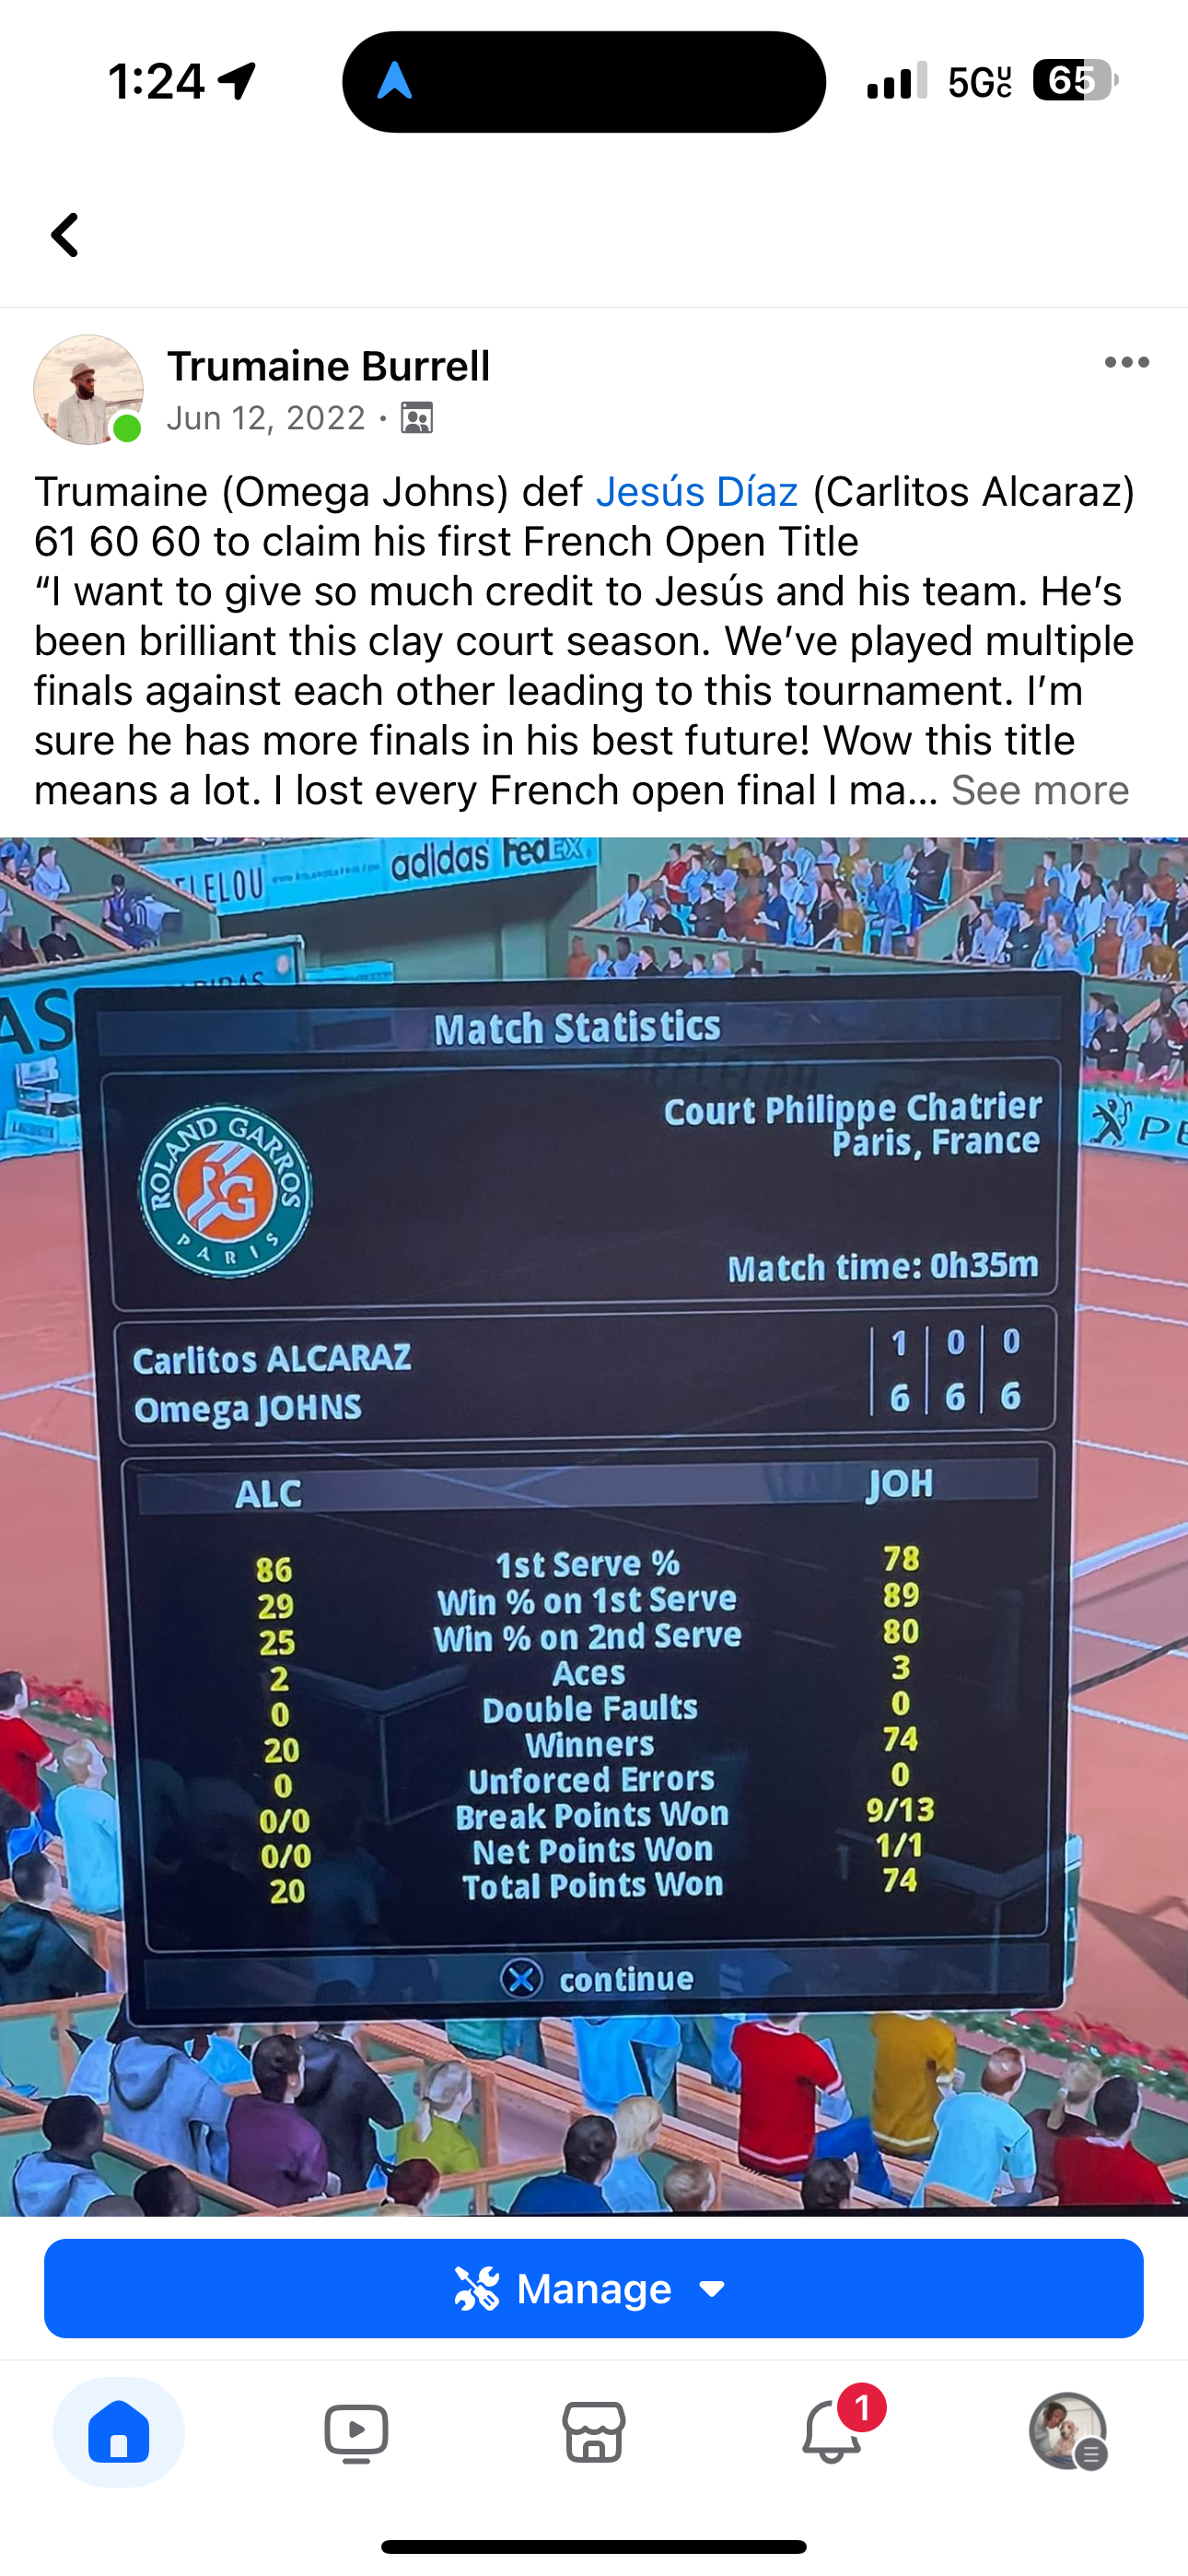 1:24
5GUC
65
Trumaine Burrell
Jun 12, 2022 ·
Trumaine (Omega Johns) def Jesús Díaz (Carlitos Alcaraz)
61 60 60 to claim his first French Open Title
“I want to give so much credit to Jesús and his team. He’s
been brilliant this clay court season. We’ve played multiple
finals against each other leading to this tournament. I’m
sure he has more finals in his best future! Wow this title
means a lot. I lost every French open final I ma... See more
adidas FedEx.
AS
Match Statistics
ROLAND GARROS
RG
PARIS
Court Philippe Chatrier
Paris, France
PE
Match time: 0h35m
Carlitos ALCARAZ 1 0 0
Omega JOHNS 6 6 6
ALC JOH
86 1st Serve % 78
29 Win % on 1st Serve 89
25 Win % on 2nd Serve 80
2 Aces 3
0 Double Faults 0
20 Winners 74
0 Unforced Errors 0
0/0 Break Points Won 9/13
0/0 Net Points Won 1/1
20 Total Points Won 74
continue
Manage
1